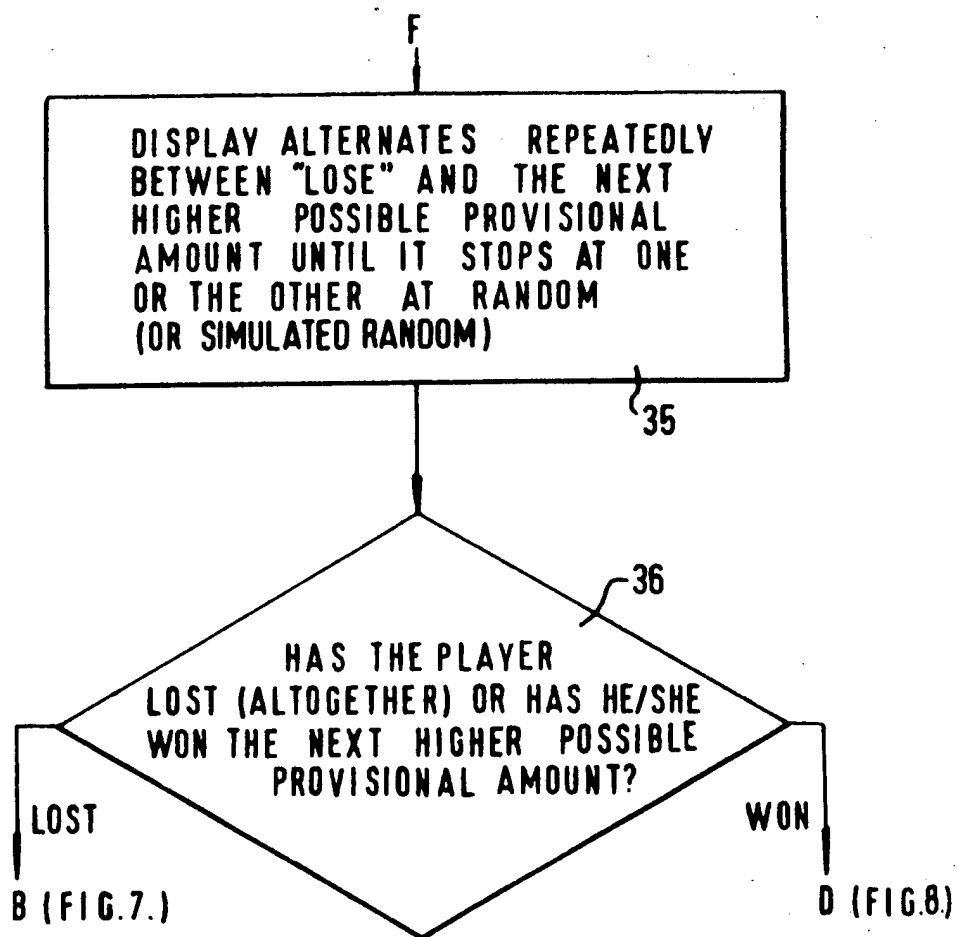 F
DISPLAY ALTERNATES REPEATEDLY
BETWEEN "LOSE" AND THE NEXT
HIGHER POSSIBLE PROVISIONAL
AMOUNT UNTIL IT STOPS AT ONE
OR THE OTHER AT RANDOM
(OR SIMULATED RANDOM)
35
36
HAS THE PLAYER
LOST (ALTOGETHER) OR HAS HE/SHE
WON THE NEXT HIGHER POSSIBLE
PROVISIONAL AMOUNT?
LOST
WON
B (FIG.7.)
D (FIG.8.)